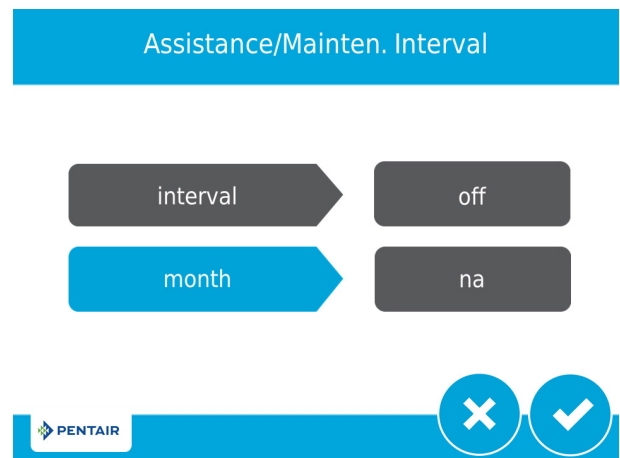 Assistance/Mainten. Interval
interval off
month na
PENTAIR